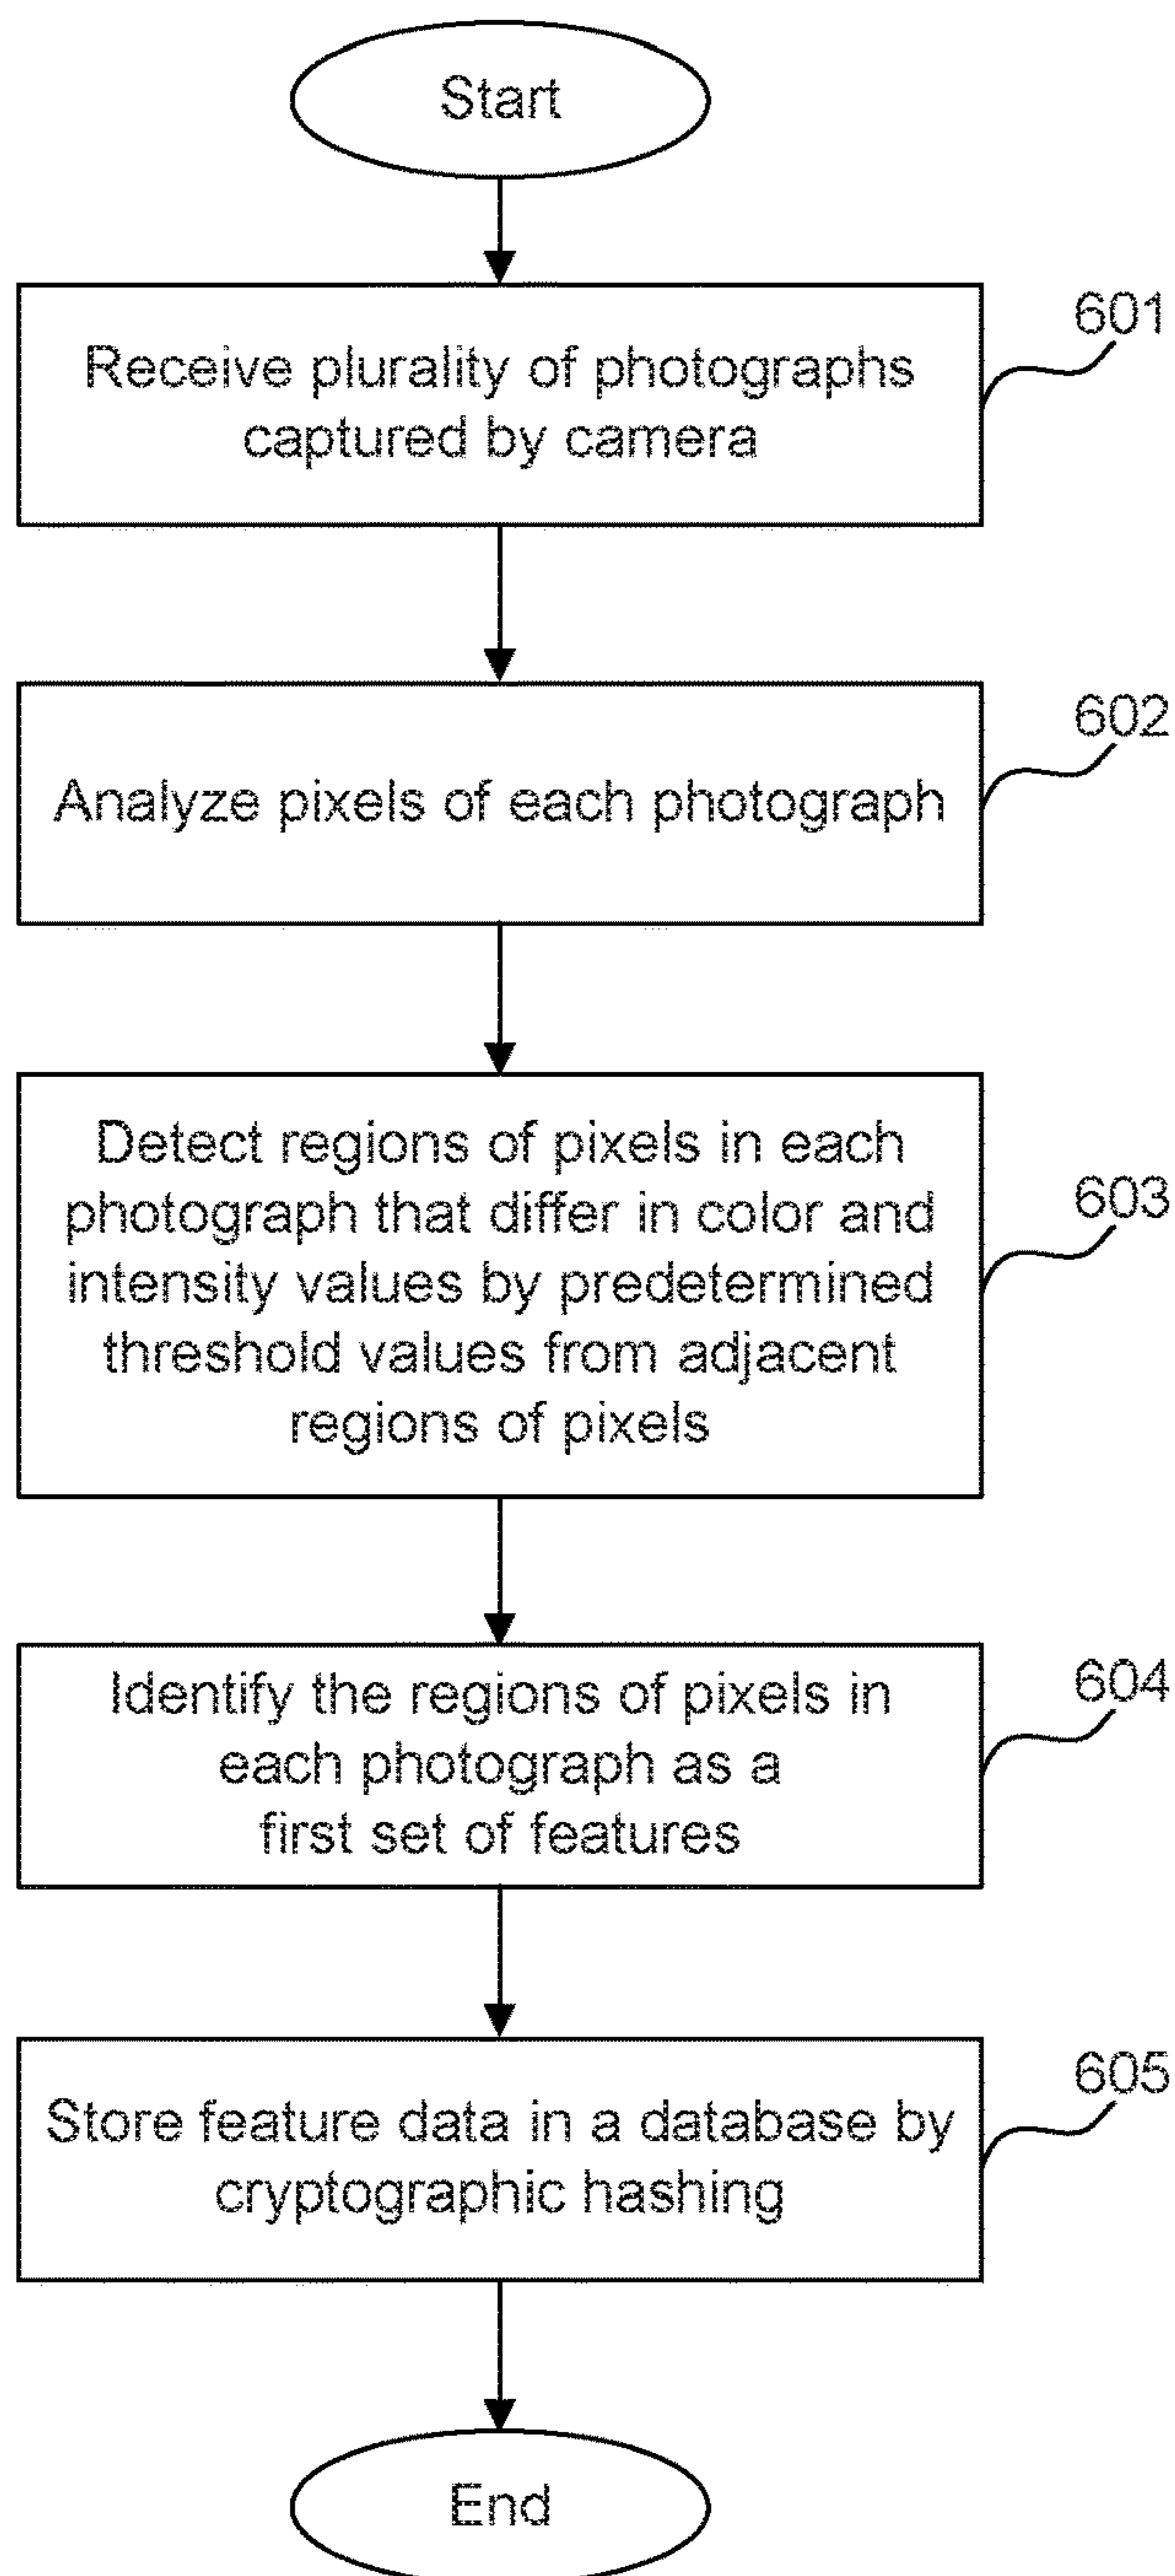 Start
601
Receive plurality of photographs
captured by camera
602
Analyze pixels of each photograph
603
Detect regions of pixels in each
photograph that differ in color and
intensity values by predetermined
threshold values from adjacent
regions of pixels
604
Identify the regions of pixels in
each photograph as a
first set of features
605
Store feature data in a database by
cryptographic hashing
End